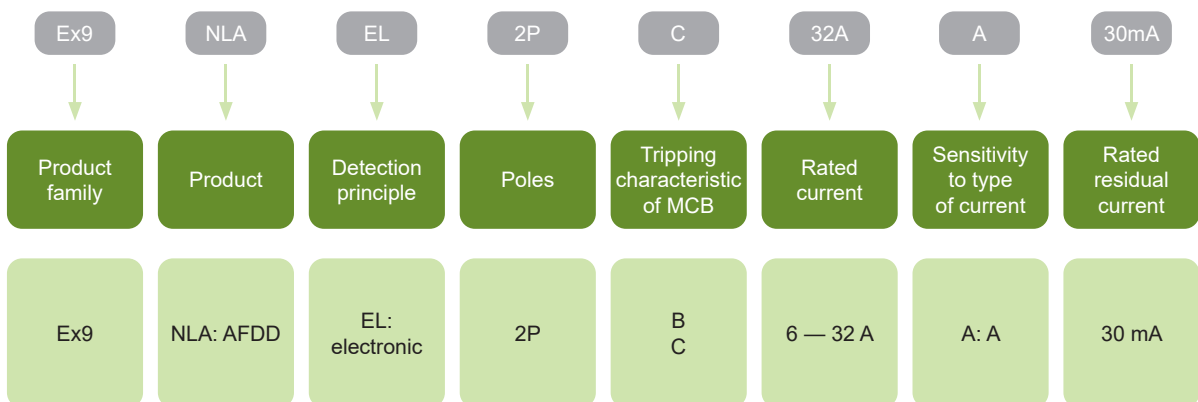 Ex9 NLA EL 2P C 32A A 30mA
Product
family
Product
Detection
principle
Poles
Tripping
characteristic
of MCB
Rated
current
Sensitivity
to type
of current
Rated
residual
current
Ex9
NLA: AFDD
EL:
electronic
2P
B
C
6 — 32 A
A: A
30 mA